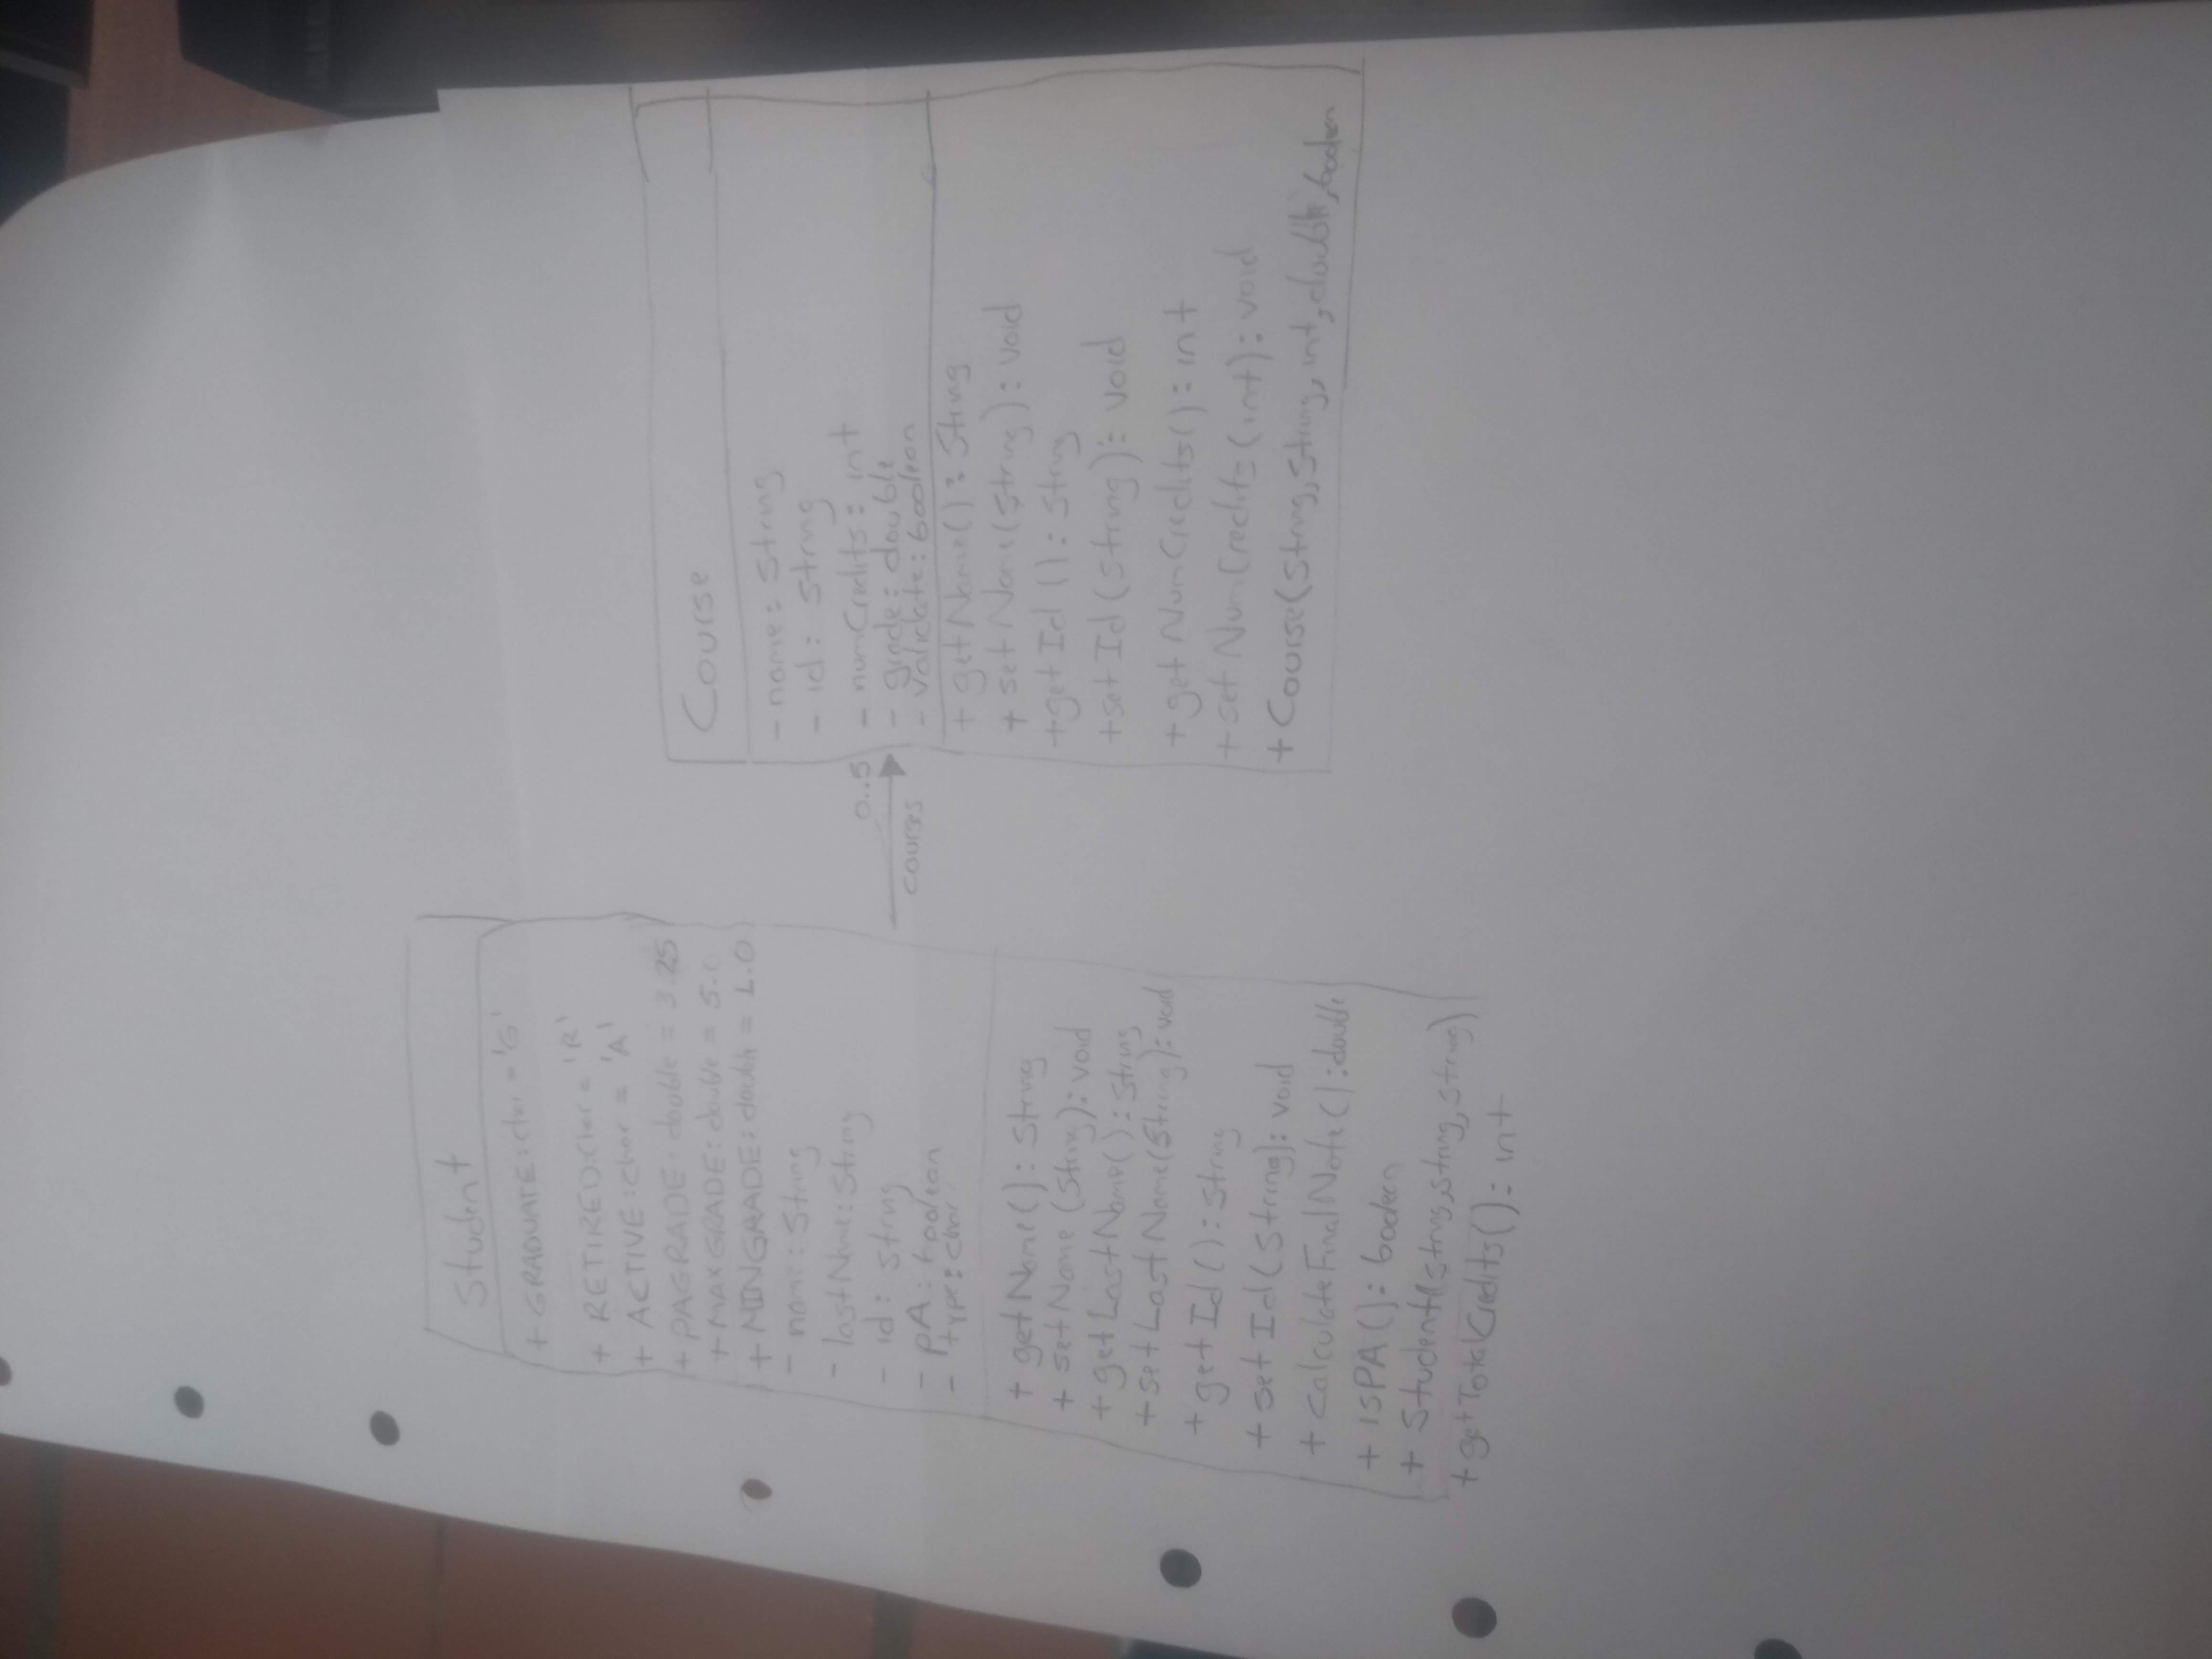 Student
+ GRADUATE: char = 'G'
+ RETIRED: char = 'R'
+ ACTIVE: char = 'A'
+ PAGRADE: double = 3.25
+ MAXGRADE: double = 5.0
+ MINGRADE: double = 1.0
- name: String
- lastName: String
- id: String
- pA: boolean
- type: char
+ getName(): String
+ setName(String): void
+ getLastName(): String
+ setLastName(String): void
+ getId(): String
+ setId(String): void
+ calculateFinalNote(): double
+ isPA(): boolean
+ Student(String, String, String)
+ getTotalCredits(): int
0..5
courses
Course
- name: String
- id: String
- numCredits: int
- grade: double
- validate: boolean
+ getName(): String
+ setName(String): void
+ getId(): String
+ setId(String): void
+ getNumCredits(): int
+ setNumCredits(int): void
+ Course(String, String, int, double, boolean